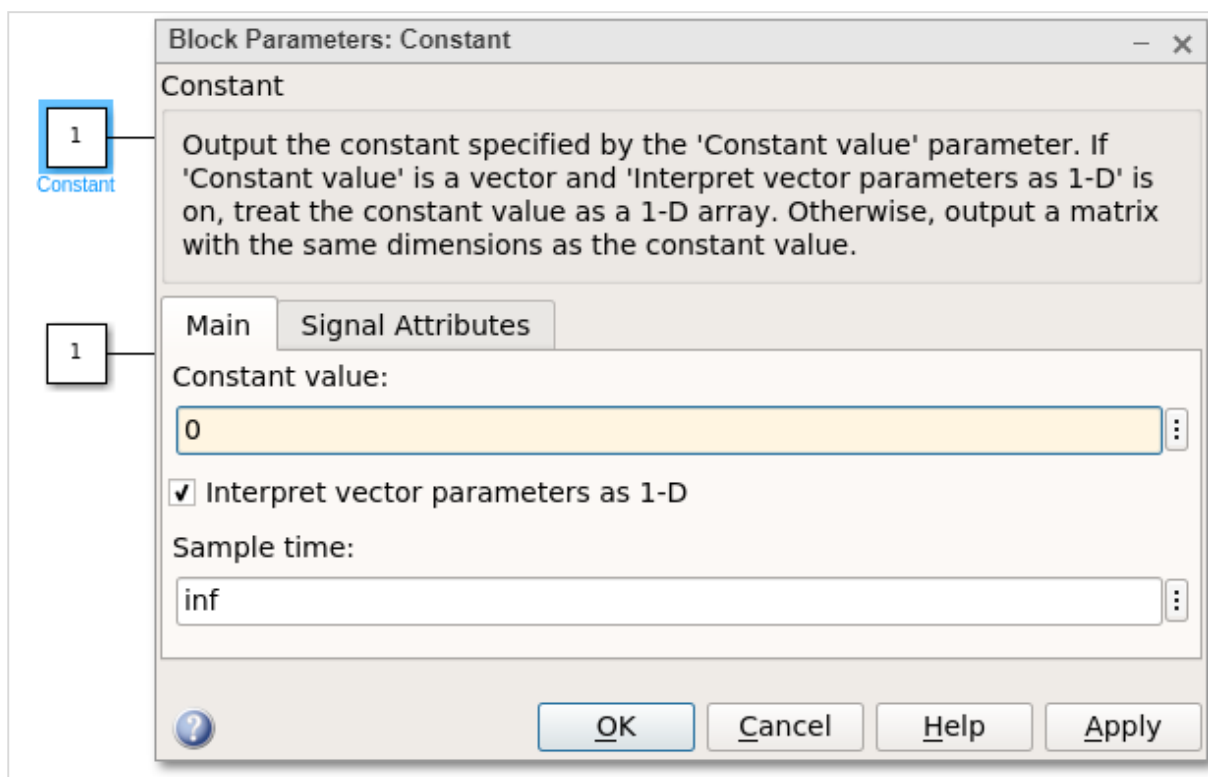 Block Parameters: Constant
Constant
1
Constant
Output the constant specified by the 'Constant value' parameter. If
'Constant value' is a vector and 'Interpret vector parameters as 1-D' is
on, treat the constant value as a 1-D array. Otherwise, output a matrix
with the same dimensions as the constant value.
1
Main
Signal Attributes
Constant value:
0
Interpret vector parameters as 1-D
Sample time:
inf
?
OK
Cancel
Help
Apply